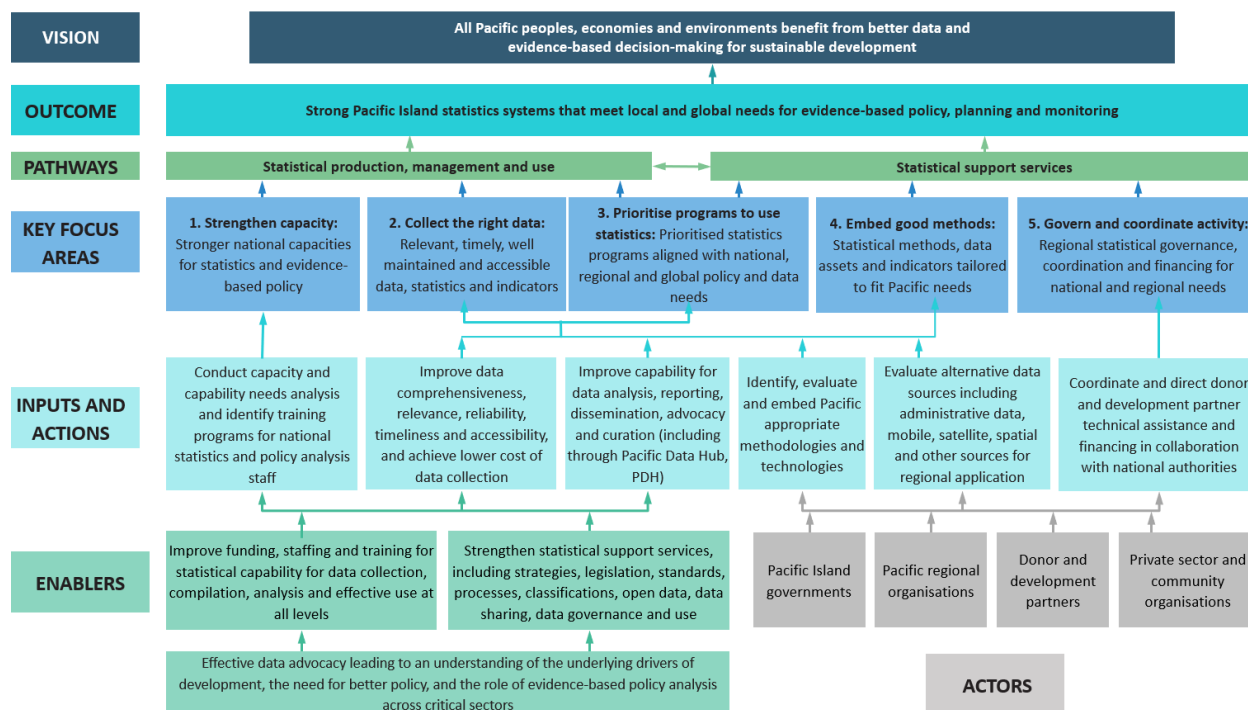 VISION
All Pacific peoples, economies and environments benefit from better data and
evidence-based decision-making for sustainable development
OUTCOME
Strong Pacific Island statistics systems that meet local and global needs for evidence-based policy, planning and monitoring
PATHWAYS
Statistical production, management and use
Statistical support services
KEY FOCUS
AREAS
1. Strengthen capacity:
Stronger national capacities
for statistics and evidence-
based policy
2. Collect the right data:
Relevant, timely, well
maintained and accessible
data, statistics and indicators
3. Prioritise programs to use
statistics: Prioritised statistics
programs aligned with national,
regional and global policy and data
needs
4. Embed good methods:
Statistical methods, data
assets and indicators tailored
to fit Pacific needs
5. Govern and coordinate activity:
Regional statistical governance,
coordination and financing for
national and regional needs
INPUTS AND
ACTIONS
Conduct capacity and
capability needs analysis
and identify training
programs for national
statistics and policy analysis
staff
Improve data
comprehensiveness,
relevance, reliability,
timeliness and accessibility,
and achieve lower cost of
data collection
Improve capability for
data analysis, reporting,
dissemination, advocacy
and curation (including
through Pacific Data Hub,
PDH)
Identify, evaluate
and embed Pacific
appropriate
methodologies and
technologies
Evaluate alternative data
sources including
administrative data,
mobile, satellite, spatial
and other sources for
regional application
Coordinate and direct donor
and development partner
technical assistance and
financing in collaboration
with national authorities
ENABLERS
Improve funding, staffing and training for
statistical capability for data collection,
compilation, analysis and effective use at
all levels
Strengthen statistical support services,
including strategies, legislation, standards,
processes, classifications, open data, data
sharing, data governance and use
Pacific Island
governments
Pacific regional
organisations
Donor and
development
partners
Private sector and
community
organisations
Effective data advocacy leading to an understanding of the underlying drivers of
development, the need for better policy, and the role of evidence-based policy analysis
across critical sectors
ACTORS